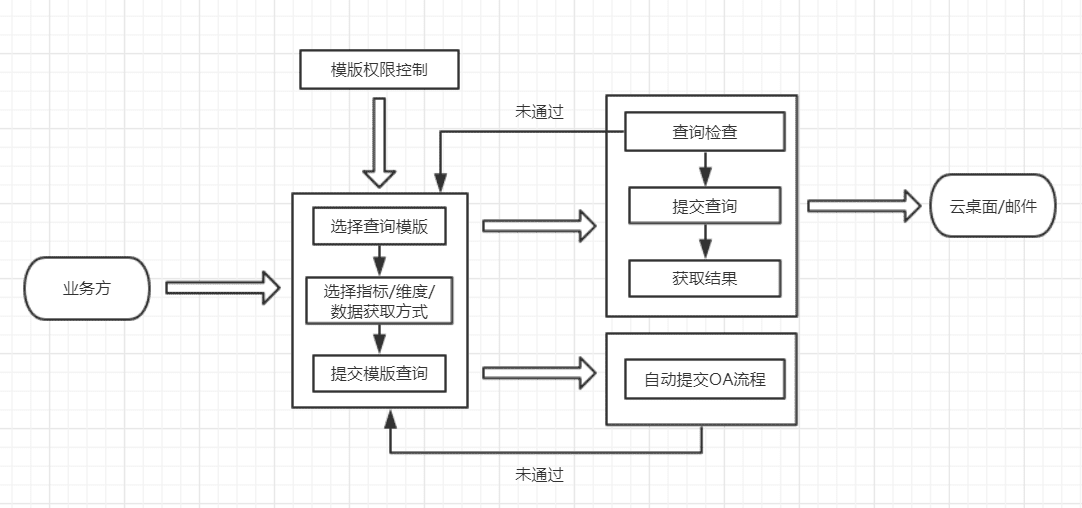 模版权限控制
未通过
查询检查
提交查询
获取结果
云桌面/邮件
选择查询模版
业务方
选择指标/维度/
数据获取方式
提交模版查询
自动提交OA流程
未通过